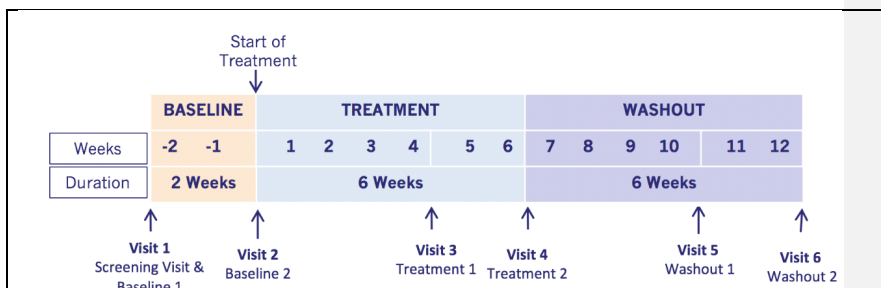 Start of
Treatment
BASELINE TREATMENT WASHOUT
Weeks -2 -1 1 2 3 4 5 6 7 8 9 10 11 12
Duration 2 Weeks 6 Weeks 6 Weeks
Visit 1
Screening Visit &
Baseline 1
Visit 2
Baseline 2
Visit 3
Treatment 1
Visit 4
Treatment 2
Visit 5
Washout 1
Visit 6
Washout 2